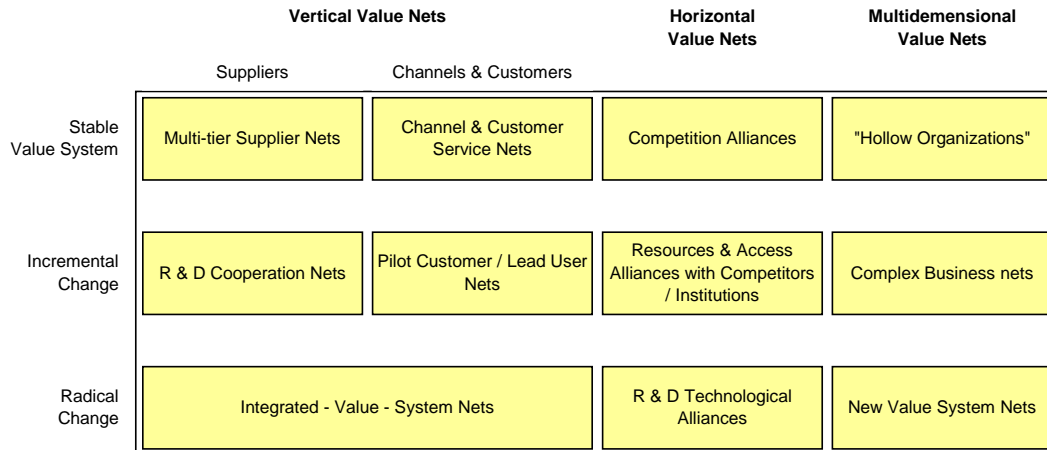 Vertical Value Nets
Horizontal
Value Nets
Multidemensional
Value Nets
Suppliers
Channels & Customers
Stable
Value System
Multi-tier Supplier Nets
Channel & Customer
Service Nets
Competition Alliances
"Hollow Organizations"
Incremental
Change
R & D Cooperation Nets
Pilot Customer / Lead User
Nets
Resources & Access
Alliances with Competitors
/ Institutions
Complex Business nets
Radical
Change
Integrated - Value - System Nets
R & D Technological
Alliances
New Value System Nets